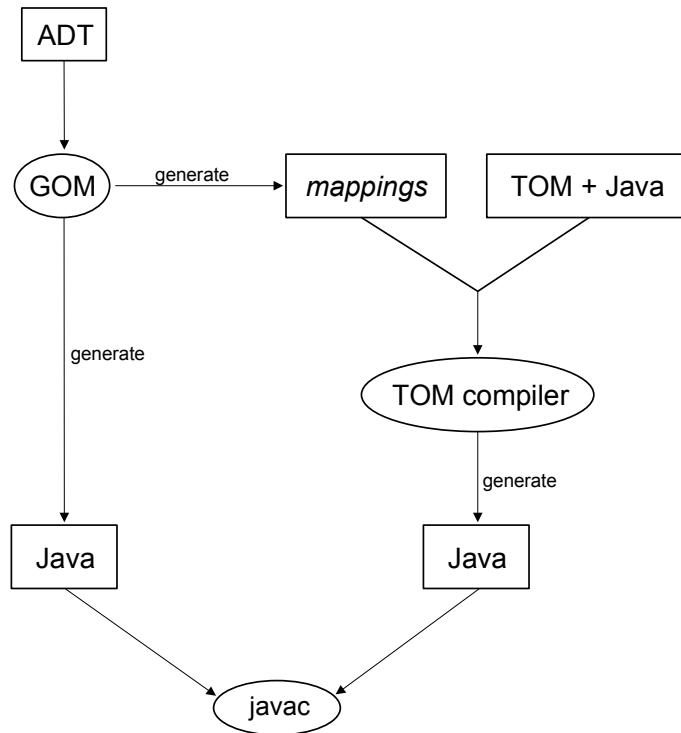 ADT
GOM
generate
mappings
TOM + Java
generate
TOM compiler
generate
Java
Java
javac